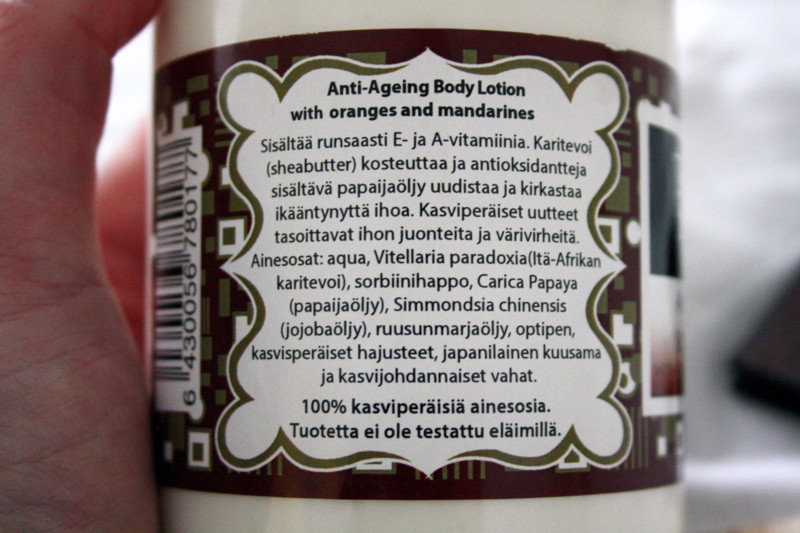 Anti-Ageing Body Lotion
with oranges and mandarines
Sisältää runsaasti E- ja A-vitamiinia. Karitevoi
(sheabutter) kosteuttaa ja antioksidantteja
sisältävä papaijaöljy uudistaa ja kirkastaa
ikääntynyttä ihoa. Kasviperäiset uutteet
tasoittavat ihon juonteita ja värivirheitä.
Ainesosat: aqua, Vitellaria paradoxia(Itä-Afrikan
karitevoi), sorbiinihappo, Carica Papaya
(papaijaöljy), Simmondsia chinensis
(jojobaöljy), ruusunmarjaöljy, optipen,
kasvisperäiset hajusteet, japanilainen kuusama
ja kasvijohdannaiset vahat.
100% kasviperäisiä ainesosia.
Tuotetta ei ole testattu eläimillä.
6 430056 780177